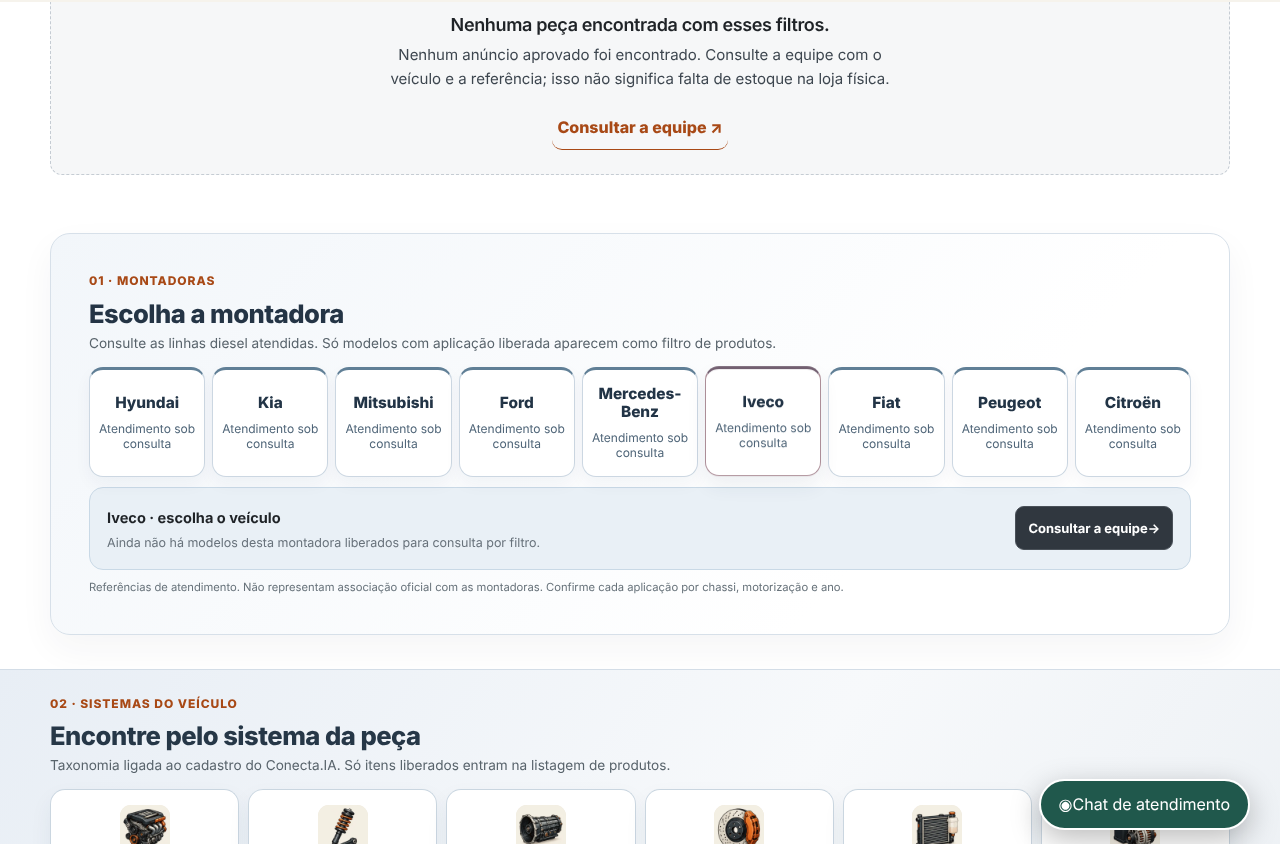 Nenhuma peça encontrada com esses filtros.
Nenhum anúncio aprovado foi encontrado. Consulte a equipe com o
veículo e a referência; isso não significa falta de estoque na loja física.
Consultar a equipe ↗
01 · MONTADORAS
Escolha a montadora
Consulte as linhas diesel atendidas. Só modelos com aplicação liberada aparecem como filtro de produtos.
Hyundai
Atendimento sob
consulta
Kia
Atendimento sob
consulta
Mitsubishi
Atendimento sob
consulta
Ford
Atendimento sob
consulta
Mercedes-
Benz
Atendimento sob
consulta
Iveco
Atendimento sob
consulta
Fiat
Atendimento sob
consulta
Peugeot
Atendimento sob
consulta
Citroën
Atendimento sob
consulta
Iveco · escolha o veículo
Ainda não há modelos desta montadora liberados para consulta por filtro.
Consultar a equipe→
Referências de atendimento. Não representam associação oficial com as montadoras. Confirme cada aplicação por chassi, motorização e ano.
02 · SISTEMAS DO VEÍCULO
Encontre pelo sistema da peça
Taxonomia ligada ao cadastro do Conecta.IA. Só itens liberados entram na listagem de produtos.
◉Chat de atendimento